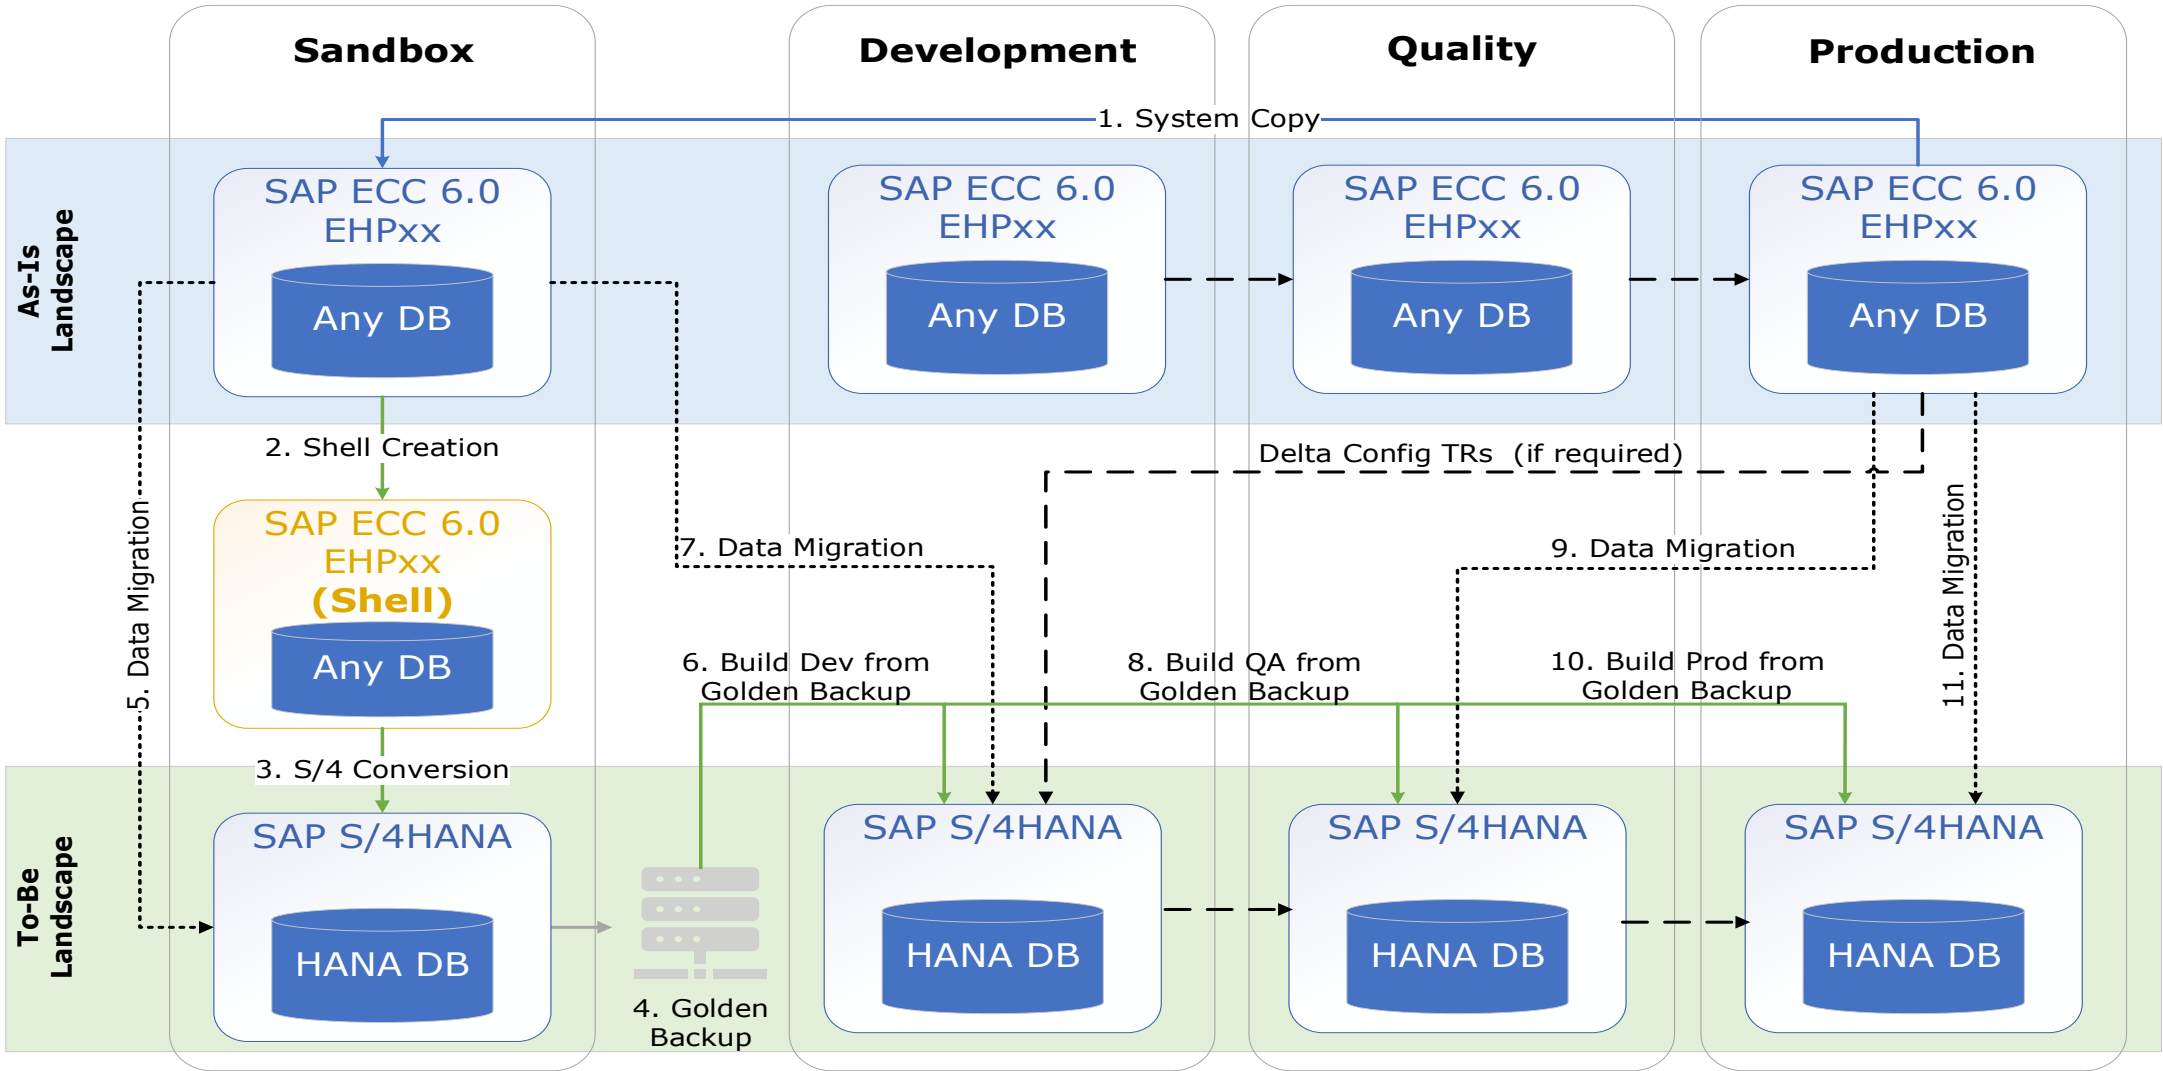 Sandbox
Development
Quality
Production
1. System Copy
As-Is
Landscape
SAP ECC 6.0
EHPxx
Any DB
SAP ECC 6.0
EHPxx
Any DB
SAP ECC 6.0
EHPxx
Any DB
SAP ECC 6.0
EHPxx
Any DB
2. Shell Creation
Delta Config TRs (if required)
5. Data Migration
SAP ECC 6.0
EHPxx
(Shell)
Any DB
7. Data Migration
9. Data Migration
11. Data Migration
6. Build Dev from
Golden Backup
8. Build QA from
Golden Backup
10. Build Prod from
Golden Backup
3. S/4 Conversion
To-Be
Landscape
SAP S/4HANA
HANA DB
4. Golden
Backup
SAP S/4HANA
HANA DB
SAP S/4HANA
HANA DB
SAP S/4HANA
HANA DB